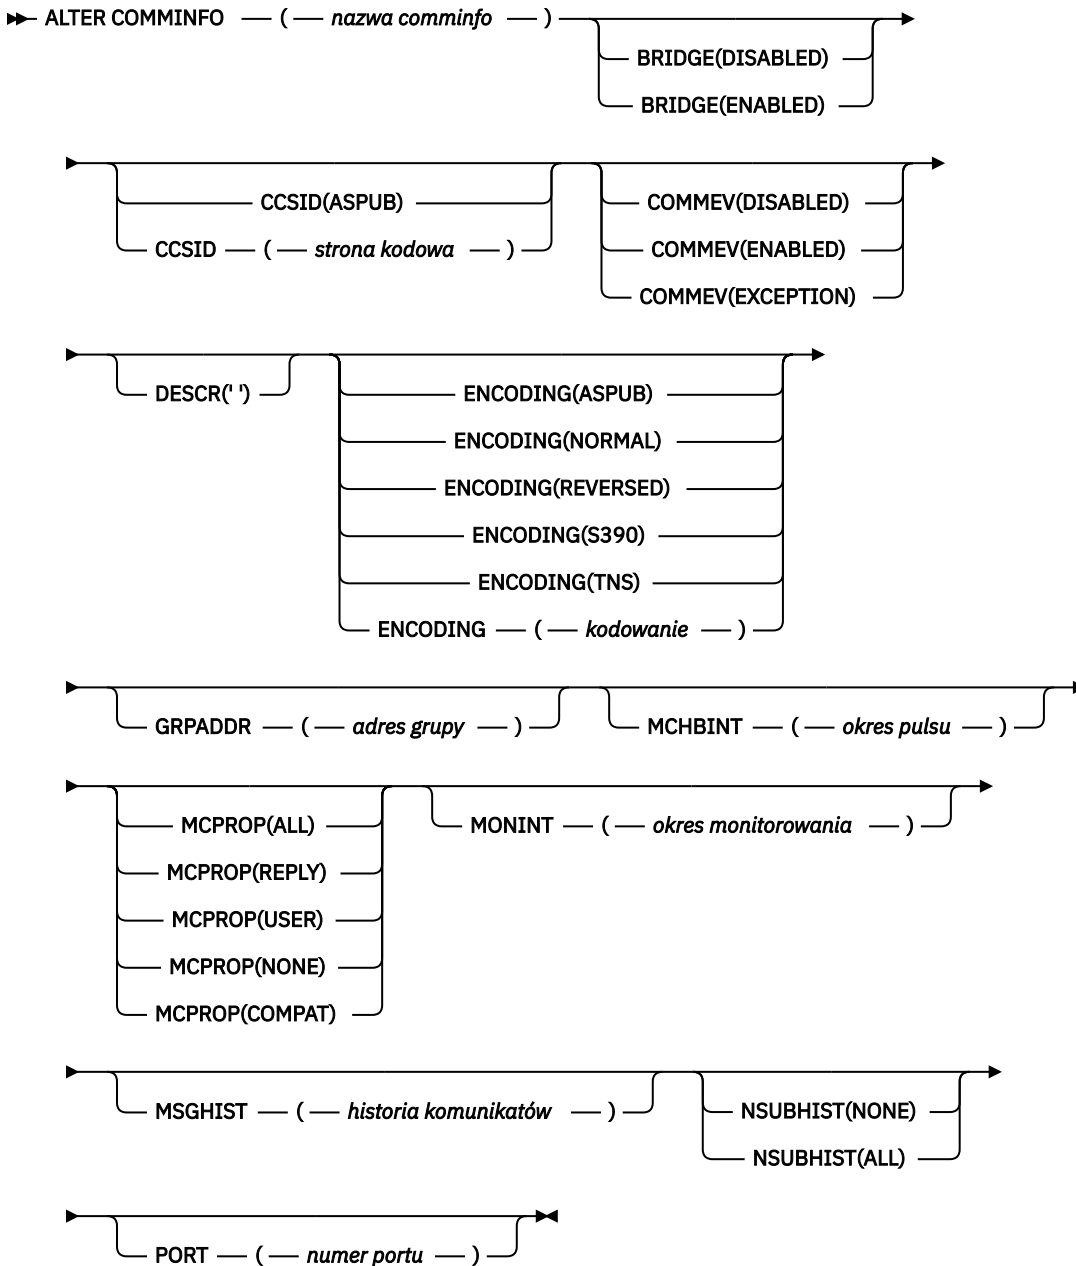 ALTER COMMINFO ( nazwa comminfo )
BRIDGE(DISABLED)
BRIDGE(ENABLED)
CCSID(ASPUB)
CCSID ( strona kodowa )
COMMEV(DISABLED)
COMMEV(ENABLED)
COMMEV(EXCEPTION)
DESCR(' ')
ENCODING(ASPUB)
ENCODING(NORMAL)
ENCODING(REVERSED)
ENCODING(S390)
ENCODING(TNS)
ENCODING ( kodowanie )
GRPADDR ( adres grupy )
MCHBINT ( okres pulsu )
MCPROP(ALL)
MCPROP(REPLY)
MCPROP(USER)
MCPROP(NONE)
MCPROP(COMPAT)
MONINT ( okres monitorowania )
MSGHIST ( historia komunikatów )
NSUBHIST(NONE)
NSUBHIST(ALL)
PORT ( numer portu )